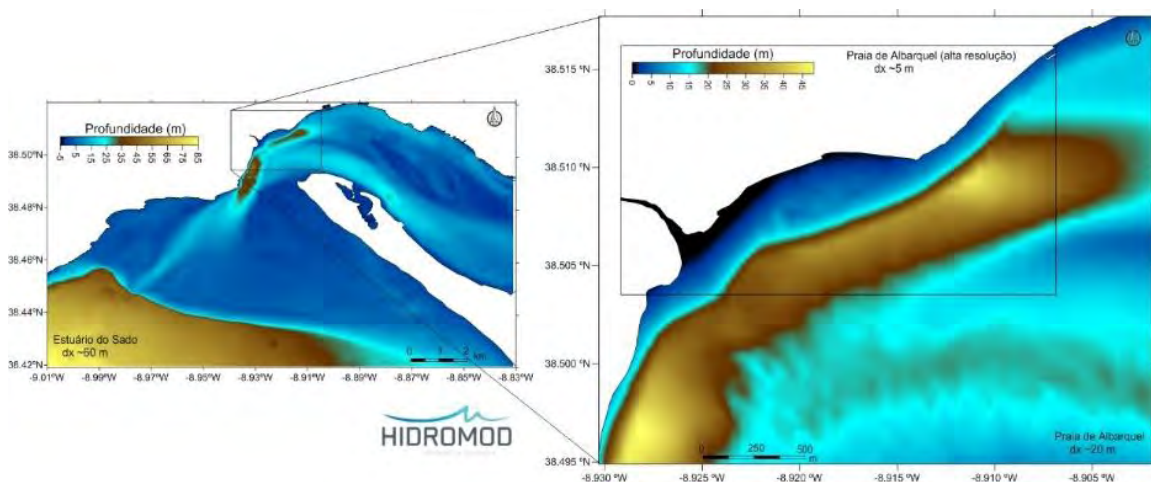 Profundidade (m)
-5 5 15 25 35 45 55 65 75 85
38.50ºN
38.48ºN
38.46ºN
38.44ºN
38.42ºN
Estuário do Sado
dx ~60 m
0 1 2
km
-9.01ºW -8.99ºW -8.97ºW -8.95ºW -8.93ºW -8.91ºW -8.89ºW -8.87ºW -8.85ºW -8.83ºW
HIDROMOD
Profundidade (m)
0 5 10 15 20 25 30 35 40 45
Praia de Albarquel (alta resolução)
dx ~5 m
38.515 ºN
38.510 ºN
38.505 ºN
38.500 ºN
38.495 ºN
0 250 500
m
Praia de Albarquel
dx ~20 m
-8.930 ºW -8.925 ºW -8.920 ºW -8.915 ºW -8.910 ºW -8.905 ºW